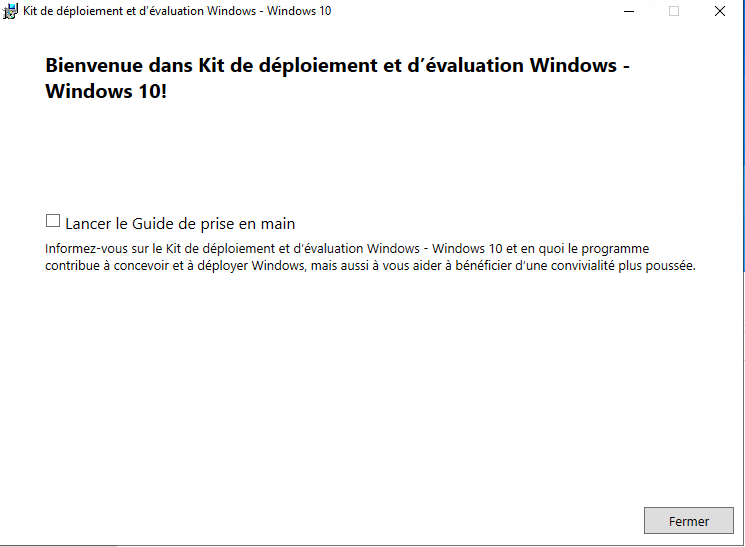 Kit de déploiement et d’évaluation Windows - Windows 10
Bienvenue dans Kit de déploiement et d’évaluation Windows -
Windows 10!
Lancer le Guide de prise en main
Informez-vous sur le Kit de déploiement et d’évaluation Windows - Windows 10 et en quoi le programme
contribue à concevoir et à déployer Windows, mais aussi à vous aider à bénéficier d’une convivialité plus poussée.
Fermer